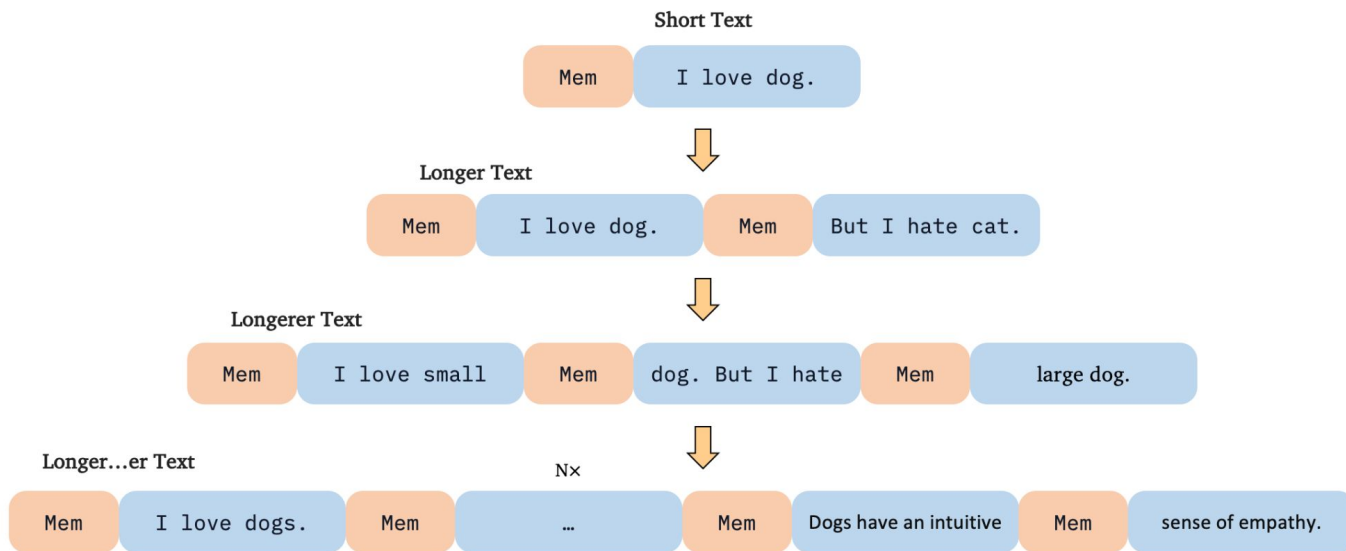 Short Text
Mem I love dog.
Longer Text
Mem I love dog. Mem But I hate cat.
Longerer Text
Mem I love small Mem dog. But I hate Mem large dog.
Longer...er Text
N×
Mem I love dogs. Mem ... Mem Dogs have an intuitive Mem sense of empathy.